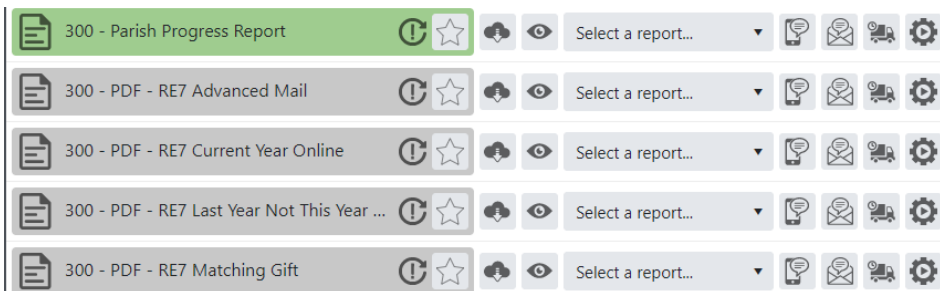 300 - Parish Progress Report Select a report...
300 - PDF - RE7 Advanced Mail Select a report...
300 - PDF - RE7 Current Year Online Select a report...
300 - PDF - RE7 Last Year Not This Year ... Select a report...
300 - PDF - RE7 Matching Gift Select a report...